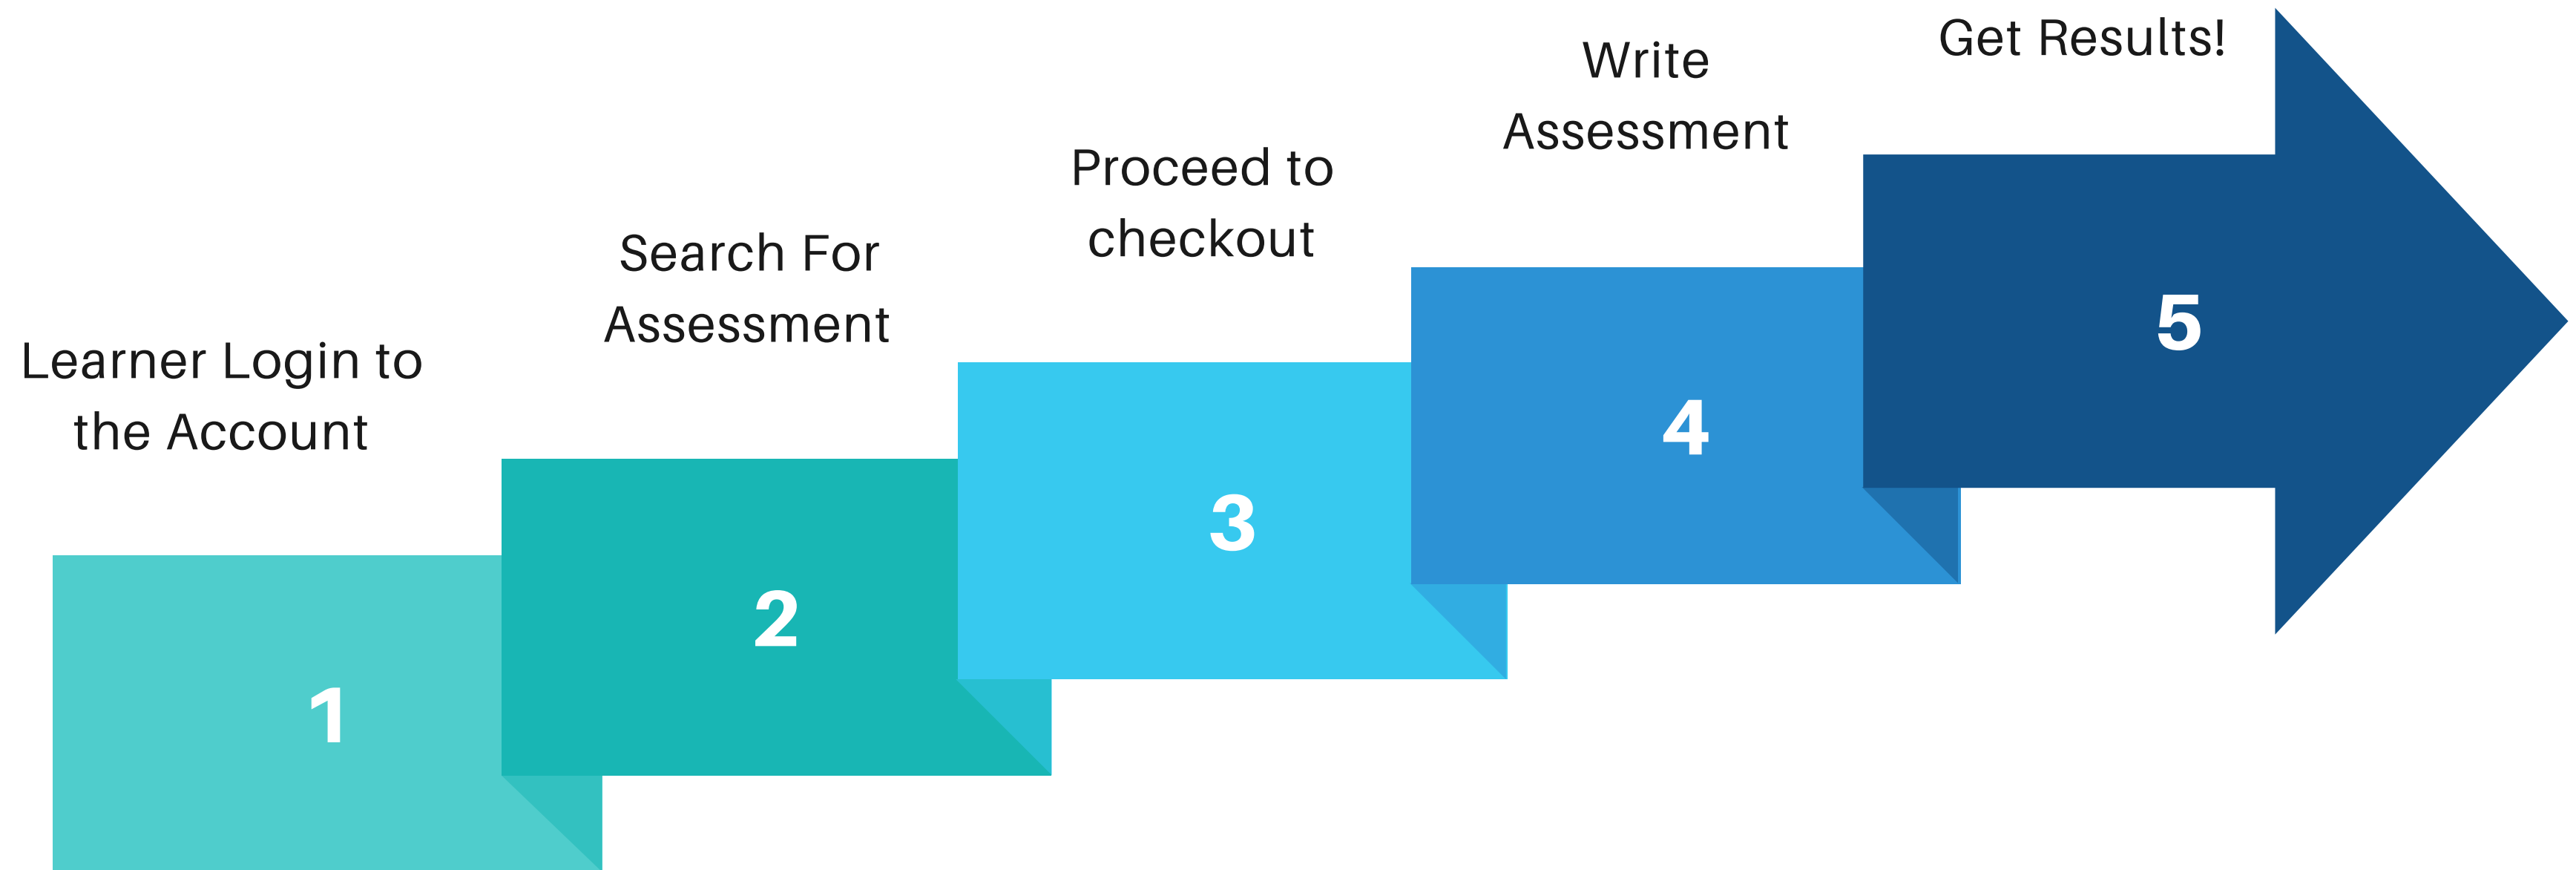 Learner Login to
the Account
1
Search For
Assessment
2
Proceed to
checkout
3
Write
Assessment
4
Get Results!
5